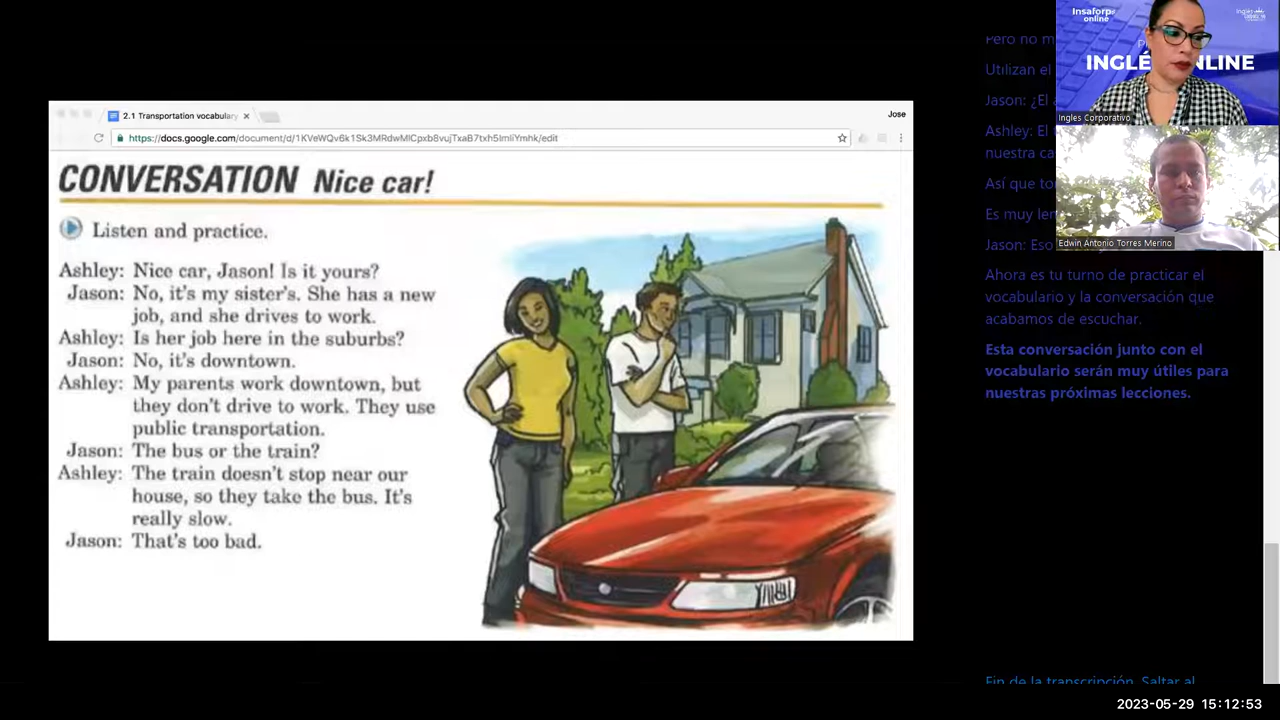 2.1 Transportation vocabulary
Jose
https://docs.google.com/document/d/1KVeWQv6k1Sk3MRdwMlCpxb8vujTxaB7txh5ImiiYmhk/edit
CONVERSATION Nice car!
Listen and practice.
Ashley: Nice car, Jason! Is it yours?
Jason: No, it's my sister's. She has a new
job, and she drives to work.
Ashley: Is her job here in the suburbs?
Jason: No, it's downtown.
Ashley: My parents work downtown, but
they don't drive to work. They use
public transportation.
Jason: The bus or the train?
Ashley: The train doesn't stop near our
house, so they take the bus. It's
really slow.
Jason: That's too bad.
Pero no
Utilizan el
Jason: ¿El
Ashley: El
nuestra
Así que
Es muy
Jason: Eso
Ahora es tu turno de practicar el
vocabulario y la conversación que
acabamos de escuchar.
Esta conversación junto con el
vocabulario serán muy útiles para
nuestras próximas lecciones.
Fin de la transcripción. Saltar al
Insaforp
online
INGLÉ NLINE
Ingles Corporativo
Edwin Antonio Torres Merino
2023-05-29 15:12:53